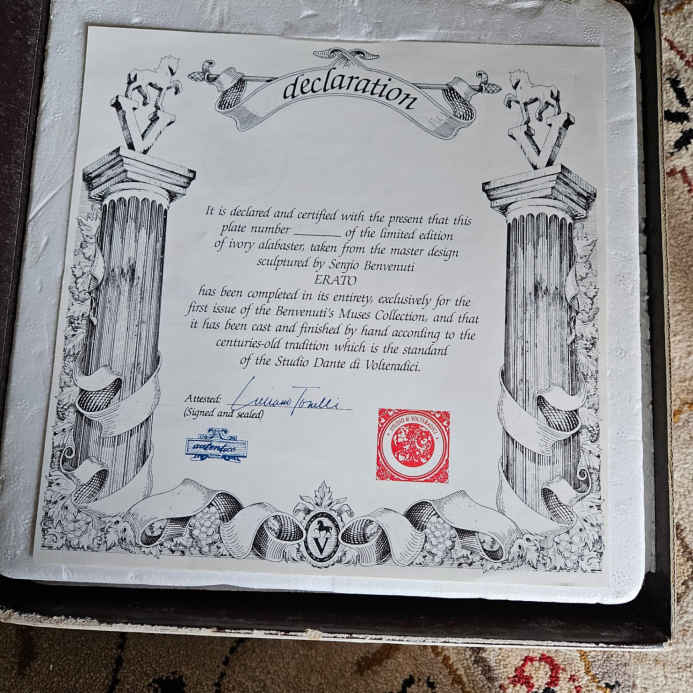 declaration
It is declared and certified with the present that this
plate number ________ of the limited edition
of ivory alabaster, taken from the master design
sculptured by Sergio Benvenuti
ERATO
has been completed in its entirety, exclusively for the
first issue of the Benvenuti's Muses Collection, and that
it has been cast and finished by hand according to the
centuries-old tradition which is the standard
of the Studio Dante di Volteradici.
Attested:
(Signed and sealed)
autentico
STUDIO di VOLTERADICI
V